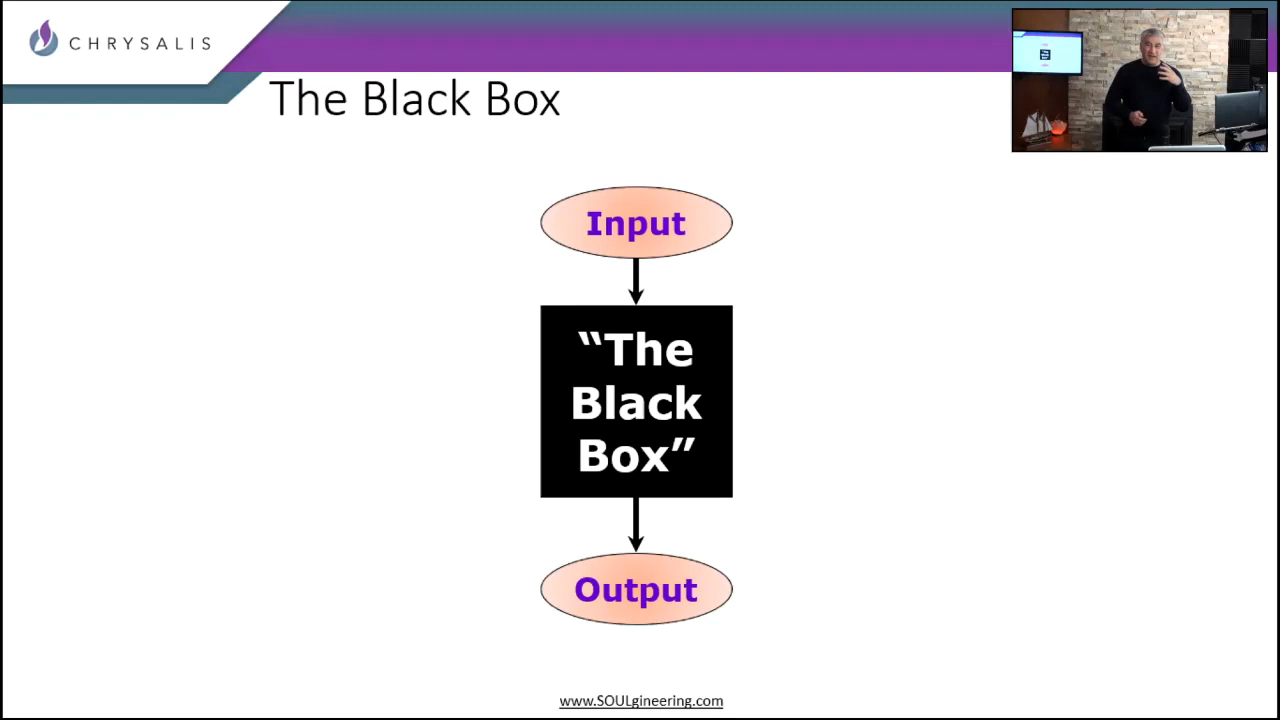 CHRYSALIS
The Black Box
Input
“The
Black
Box”
Output
www.SOULgineering.com